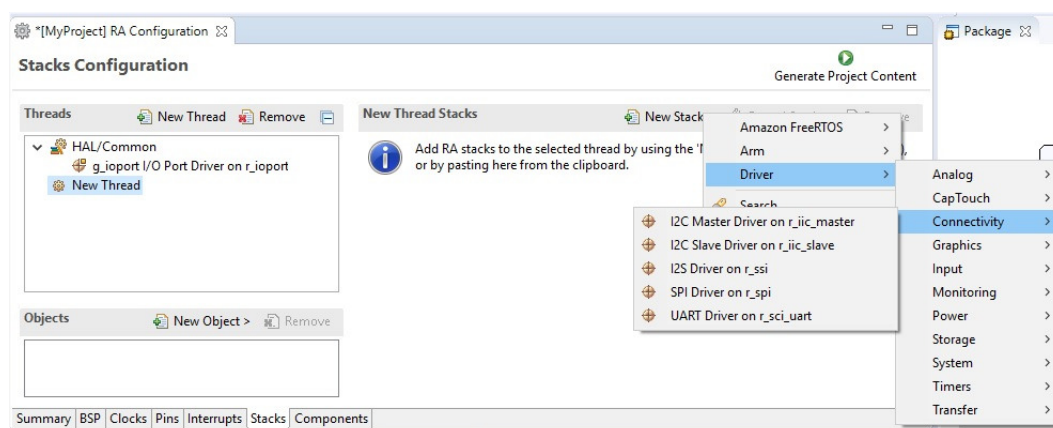 *[MyProject] RA Configuration
Package
Stacks Configuration
Generate Project Content
Threads
New Thread
Remove
HAL/Common
g_ioport I/O Port Driver on r_ioport
New Thread
New Thread Stacks
New Stack
Add RA stacks to the selected thread by using the
or by pasting here from the clipboard.
Amazon FreeRTOS
Arm
Driver
Search
Analog
CapTouch
Connectivity
Graphics
Input
Monitoring
Power
Storage
System
Timers
Transfer
I2C Master Driver on r_iic_master
I2C Slave Driver on r_iic_slave
I2S Driver on r_ssi
SPI Driver on r_spi
UART Driver on r_sci_uart
Objects
New Object >
Remove
Summary BSP Clocks Pins Interrupts Stacks Components